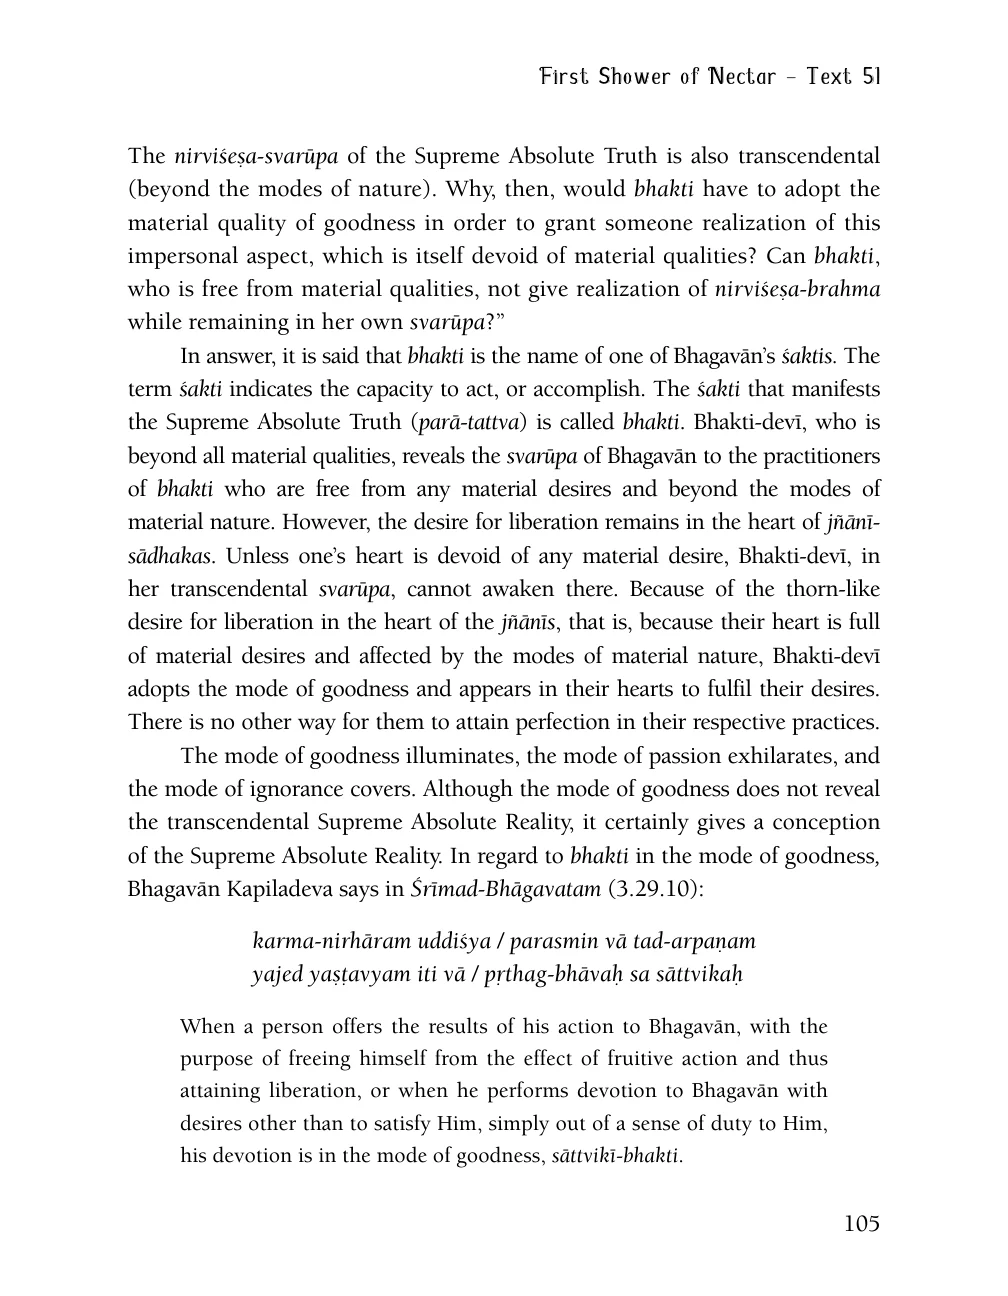 First Shower of Nectar – Text 51
The nirviśeṣa-svarūpa of the Supreme Absolute Truth is also transcendental
(beyond the modes of nature). Why, then, would bhakti have to adopt the
material quality of goodness in order to grant someone realization of this
impersonal aspect, which is itself devoid of material qualities? Can bhakti,
who is free from material qualities, not give realization of nirviśeṣa-brahma
while remaining in her own svarūpa?”
In answer, it is said that bhakti is the name of one of Bhagavān’s śaktis. The
term śakti indicates the capacity to act, or accomplish. The śakti that manifests
the Supreme Absolute Truth (parā-tattva) is called bhakti. Bhakti-devī, who is
beyond all material qualities, reveals the svarūpa of Bhagavān to the practitioners
of bhakti who are free from any material desires and beyond the modes of
material nature. However, the desire for liberation remains in the heart of jñānī-
sādhakas. Unless one’s heart is devoid of any material desire, Bhakti-devī, in
her transcendental svarūpa, cannot awaken there. Because of the thorn-like
desire for liberation in the heart of the jñānīs, that is, because their heart is full
of material desires and affected by the modes of material nature, Bhakti-devī
adopts the mode of goodness and appears in their hearts to fulfil their desires.
There is no other way for them to attain perfection in their respective practices.
The mode of goodness illuminates, the mode of passion exhilarates, and
the mode of ignorance covers. Although the mode of goodness does not reveal
the transcendental Supreme Absolute Reality, it certainly gives a conception
of the Supreme Absolute Reality. In regard to bhakti in the mode of goodness,
Bhagavān Kapiladeva says in Śrīmad-Bhāgavatam (3.29.10):
karma-nirhāram uddiśya / parasmin vā tad-arpaṇam
yajed yaṣṭavyam iti vā / pṛthag-bhāvaḥ sa sāttvikaḥ
When a person offers the results of his action to Bhagavān, with the
purpose of freeing himself from the effect of fruitive action and thus
attaining liberation, or when he performs devotion to Bhagavān with
desires other than to satisfy Him, simply out of a sense of duty to Him,
his devotion is in the mode of goodness, sāttvikī-bhakti.
105